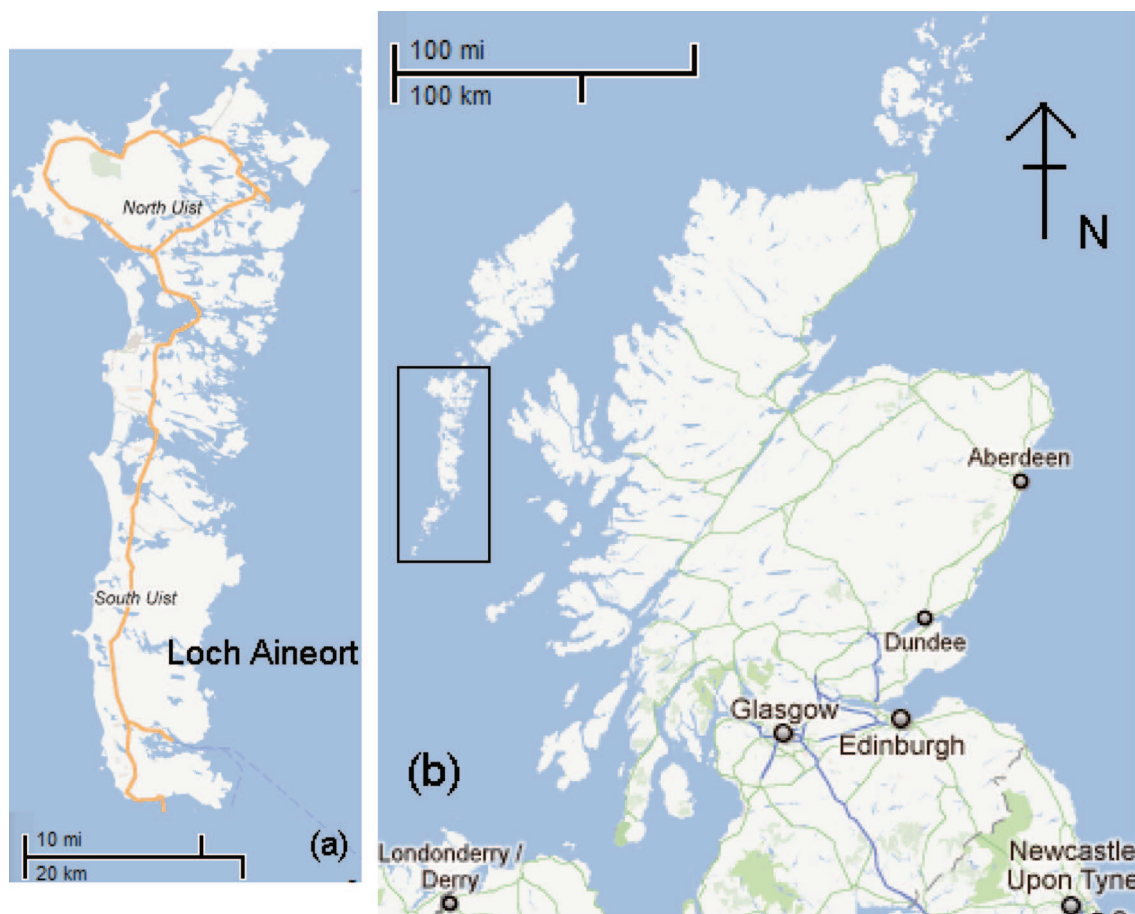 North Uist
South Uist
Loch Aineort
10 mi
20 km
(a)
100 mi
100 km
N
Aberdeen
Dundee
Glasgow
Edinburgh
(b)
Londonderry /
Derry
Newcastle
Upon Tyne